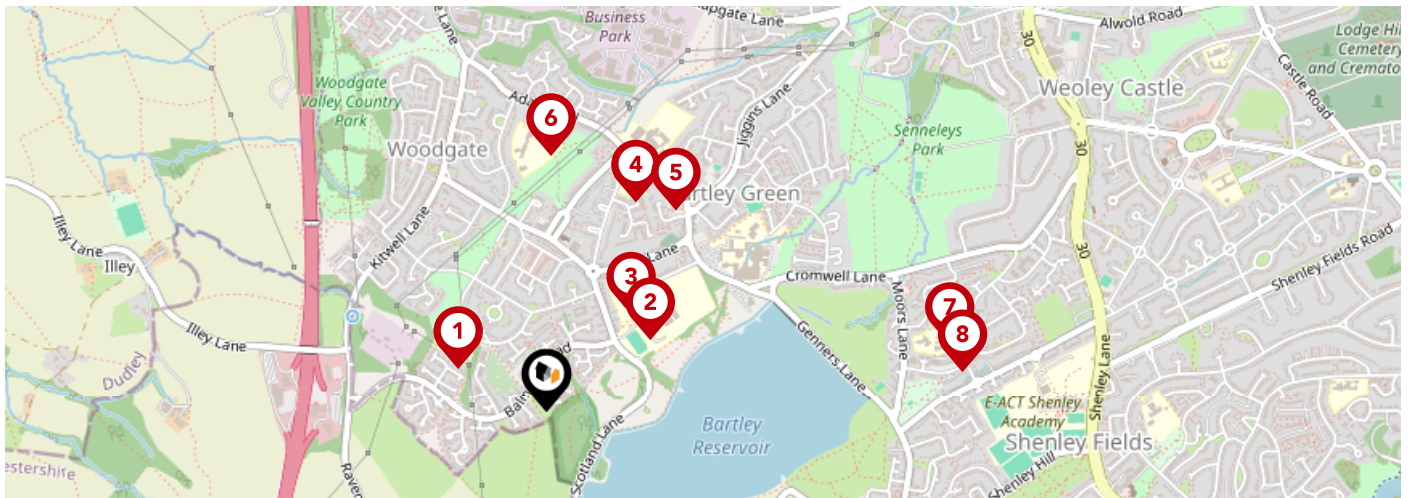 Business
Park
Alwold Road
30
Lodge
Cemetery
and
Woodgate
Valley Country
Park
Castle Road
Weoley Castle
Jiggins Lane
6
Senneleys
Park
Woodgate
30
4
5
Green
Illey Lane
Kitwell Lane
Lane
30
Shenley Fields Road
Illey
3
Cromwell Lane
2
Moors Lane
7
1
8
Illey Lane
Genners Lane
Dudley
Shenley Lane
E-ACT Shenley
Academy
Bartley
Reservoir
Scotland Lane
Shenley Fields
Shenley Hill